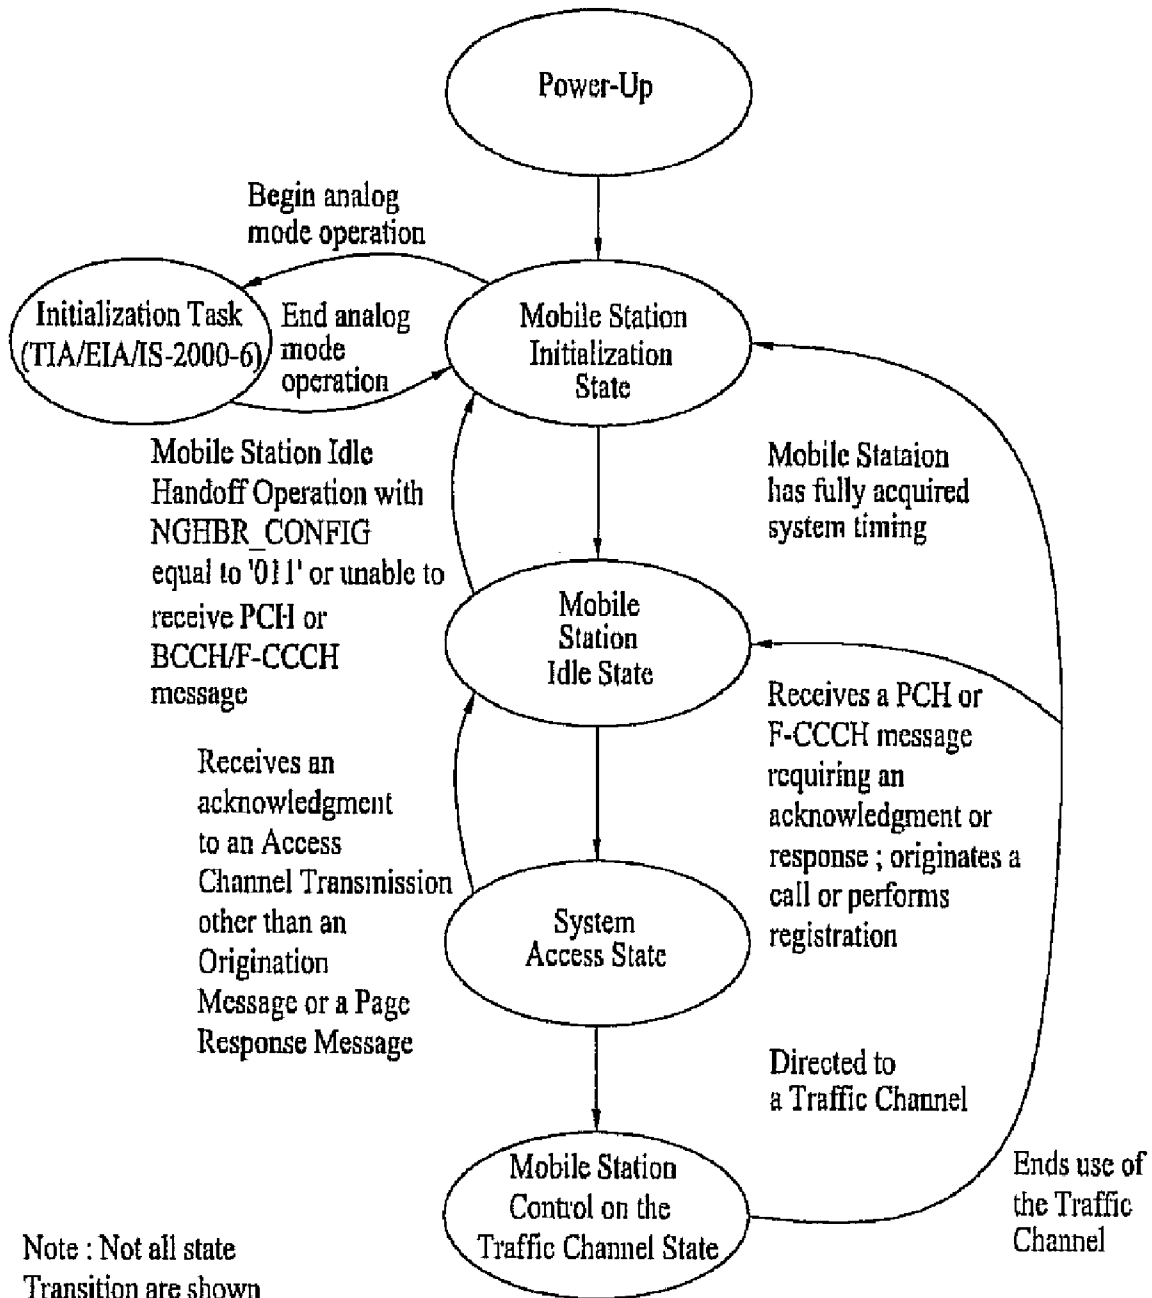 Power-Up
Begin analog
mode operation
Initialization Task
(TIA/EIA/IS-2000-6)
End analog
mode
operation
Mobile Station
Initialization
State
Mobile Station Idle
Handoff Operation with
NGHBR_CONFIG
equal to '011' or unable to
receive PCH or
BCCH/F-CCCH
message
Mobile Stataion
has fully acquired
system timing
Mobile
Station
Idle State
Receives an
acknowledgment
to an Access
Channel Transmission
other than an
Origination
Message or a Page
Response Message
Receives a PCH or
F-CCCH message
requiring an
acknowledgment or
response ; originates a
call or performs
registration
System
Access State
Directed to
a Traffic Channel
Mobile Station
Control on the
Traffic Channel State
Ends use of
the Traffic
Channel
Note : Not all state
Transition are shown